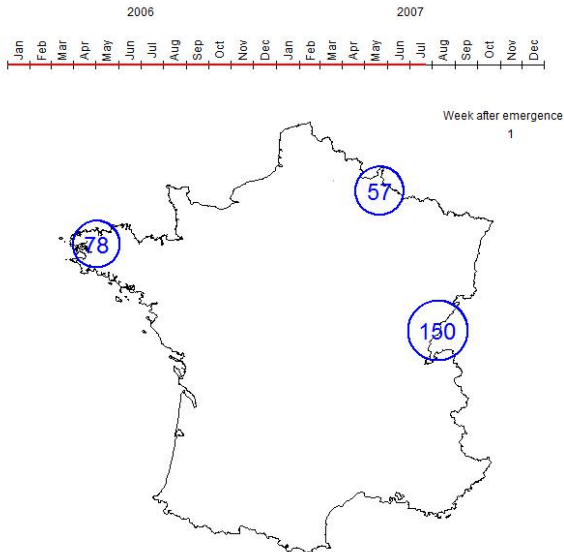 2006 2007
Jan Feb Mar Apr May Jun Jul Aug Sep Oct Nov Dec Jan Feb Mar Apr May Jun Jul Aug Sep Oct Nov Dec
Week after emergence
1
57
78
150